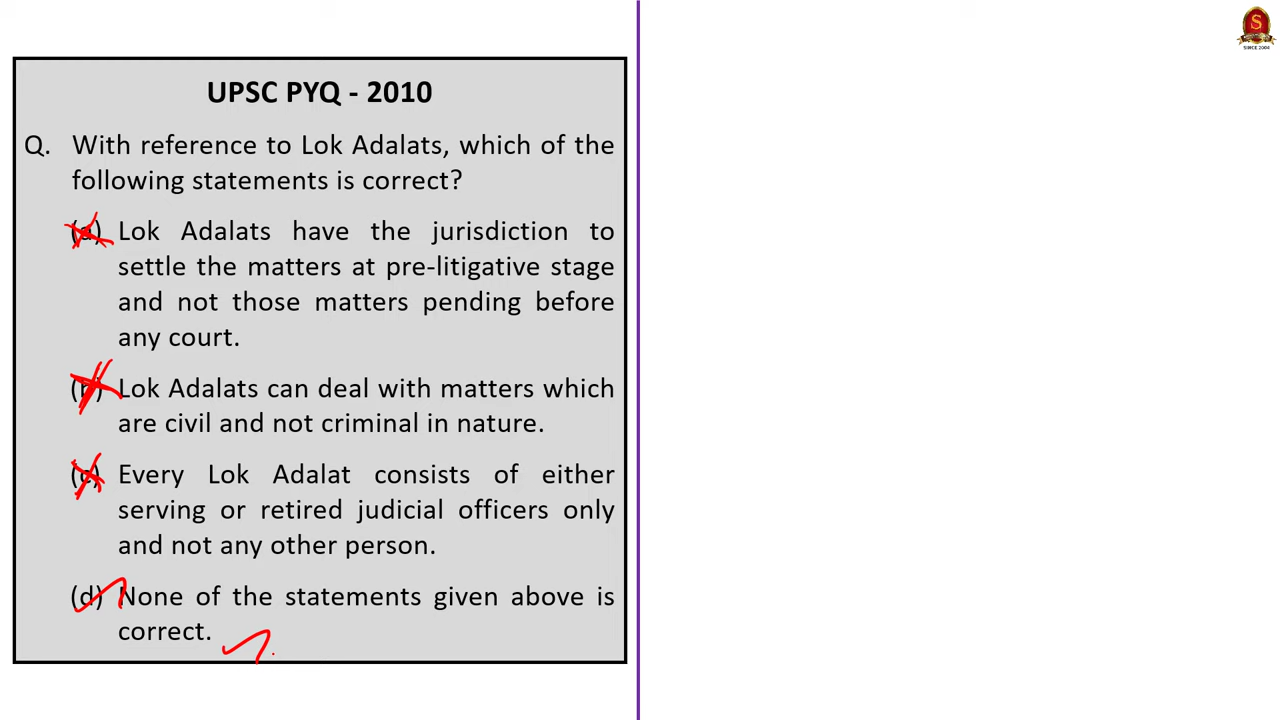 S
SINCE 2004
UPSC PYQ - 2010
Q. With reference to Lok Adalats, which of the
following statements is correct?
(a) Lok Adalats have the jurisdiction to
settle the matters at pre-litigative stage
and not those matters pending before
any court.
(b) Lok Adalats can deal with matters which
are civil and not criminal in nature.
(c) Every Lok Adalat consists of either
serving or retired judicial officers only
and not any other person.
(d) None of the statements given above is
correct.